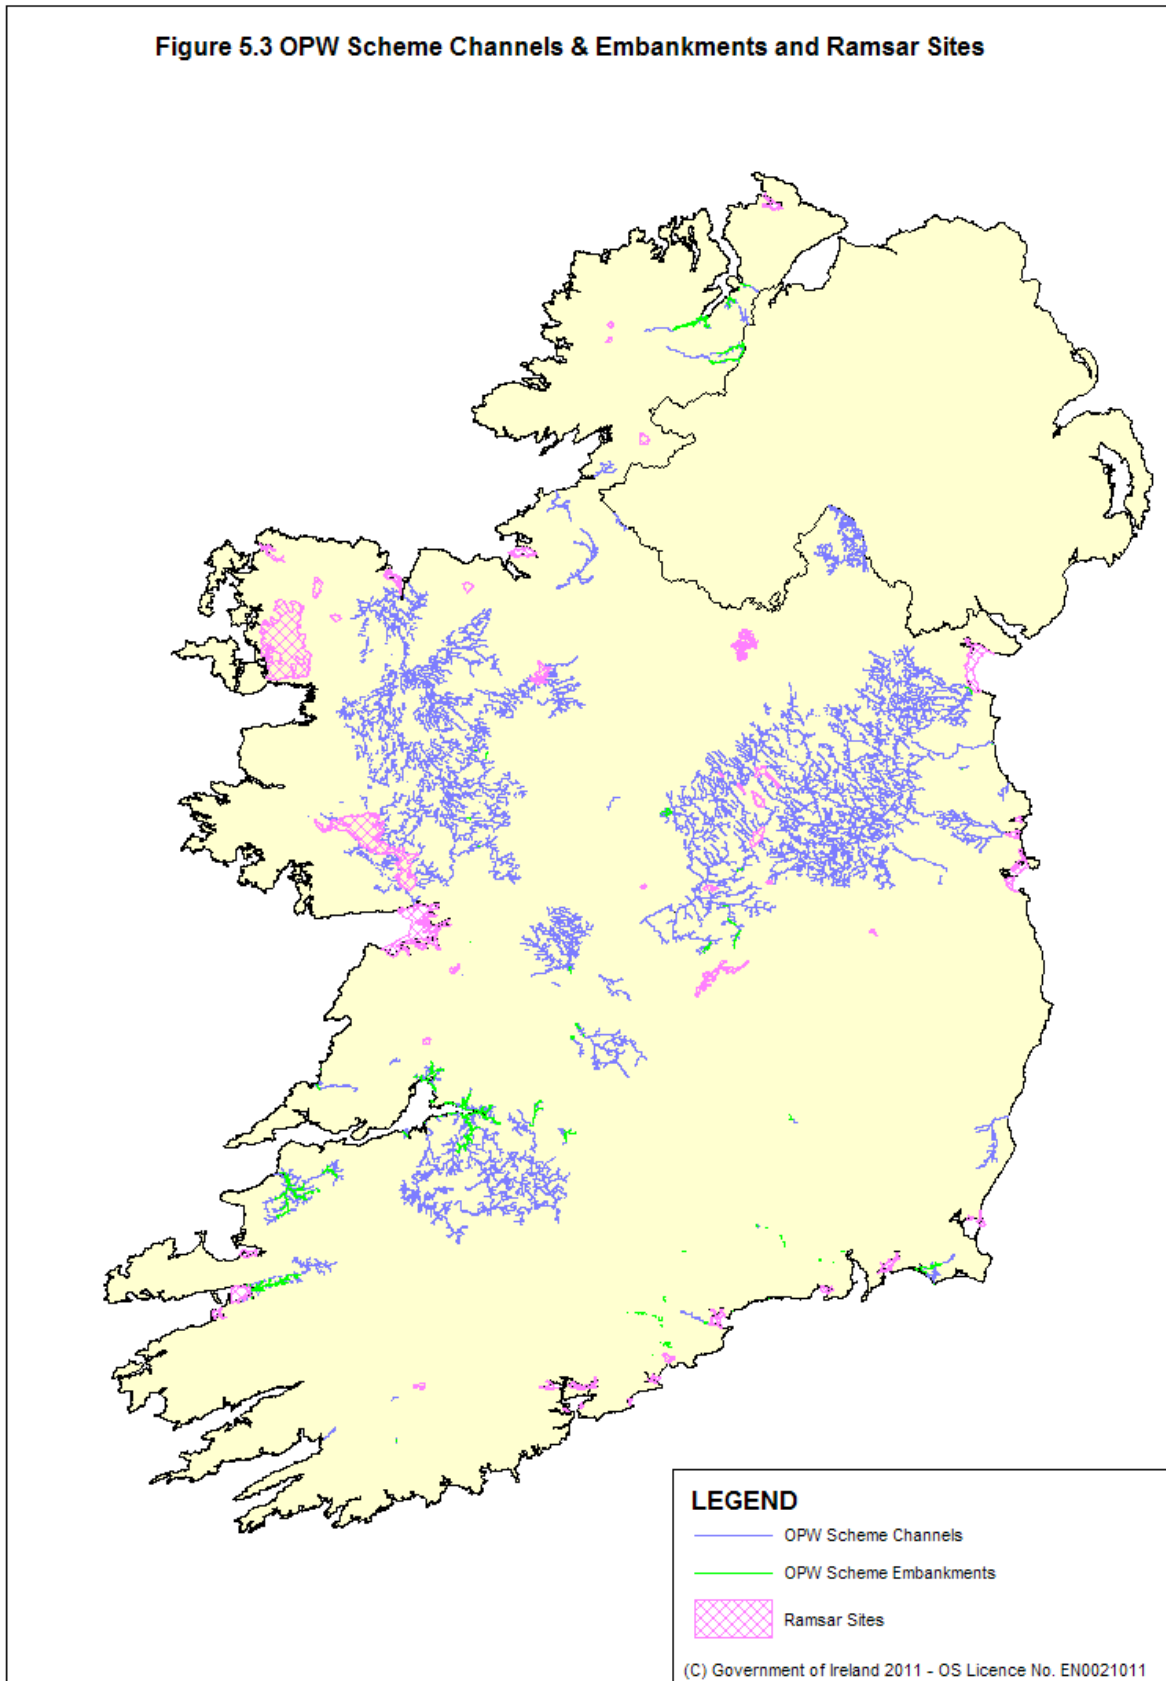 Figure 5.3 OPW Scheme Channels & Embankments and Ramsar Sites
LEGEND
OPW Scheme Channels
OPW Scheme Embankments
Ramsar Sites
(C) Government of Ireland 2011 - OS Licence No. EN0021011